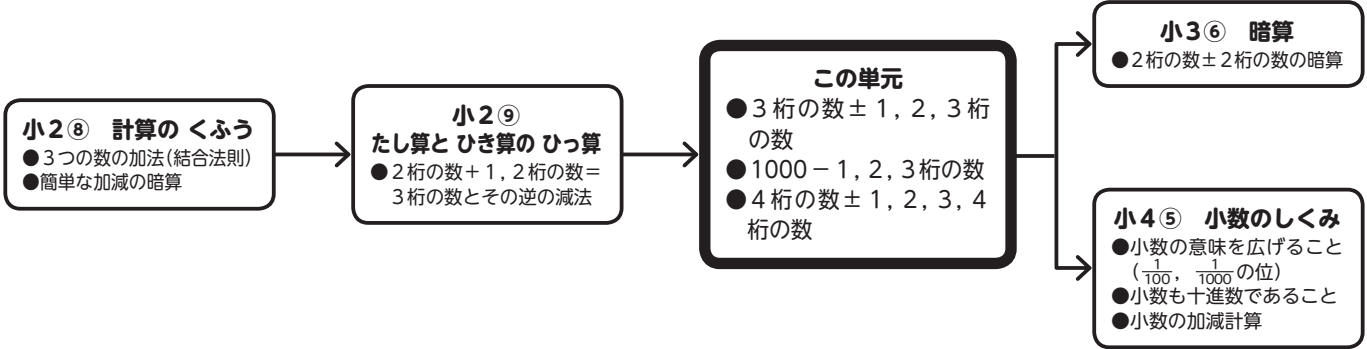 小2⑧　計算の くふう
●3つの数の加法(結合法則)
●簡単な加減の暗算
小2⑨
たし算と ひき算の ひっ算
●2桁の数+1，2桁の数=
3桁の数とその逆の減法
この単元
●3桁の数±1，2，3桁
の数
●1000-1，2，3桁の数
●4桁の数±1，2，3，4
桁の数
小3⑥　暗算
●2桁の数±2桁の数の暗算
小4⑤　小数のしくみ
●小数の意味を広げること
(1/100，1/1000の位)
●小数も十進数であること
●小数の加減計算